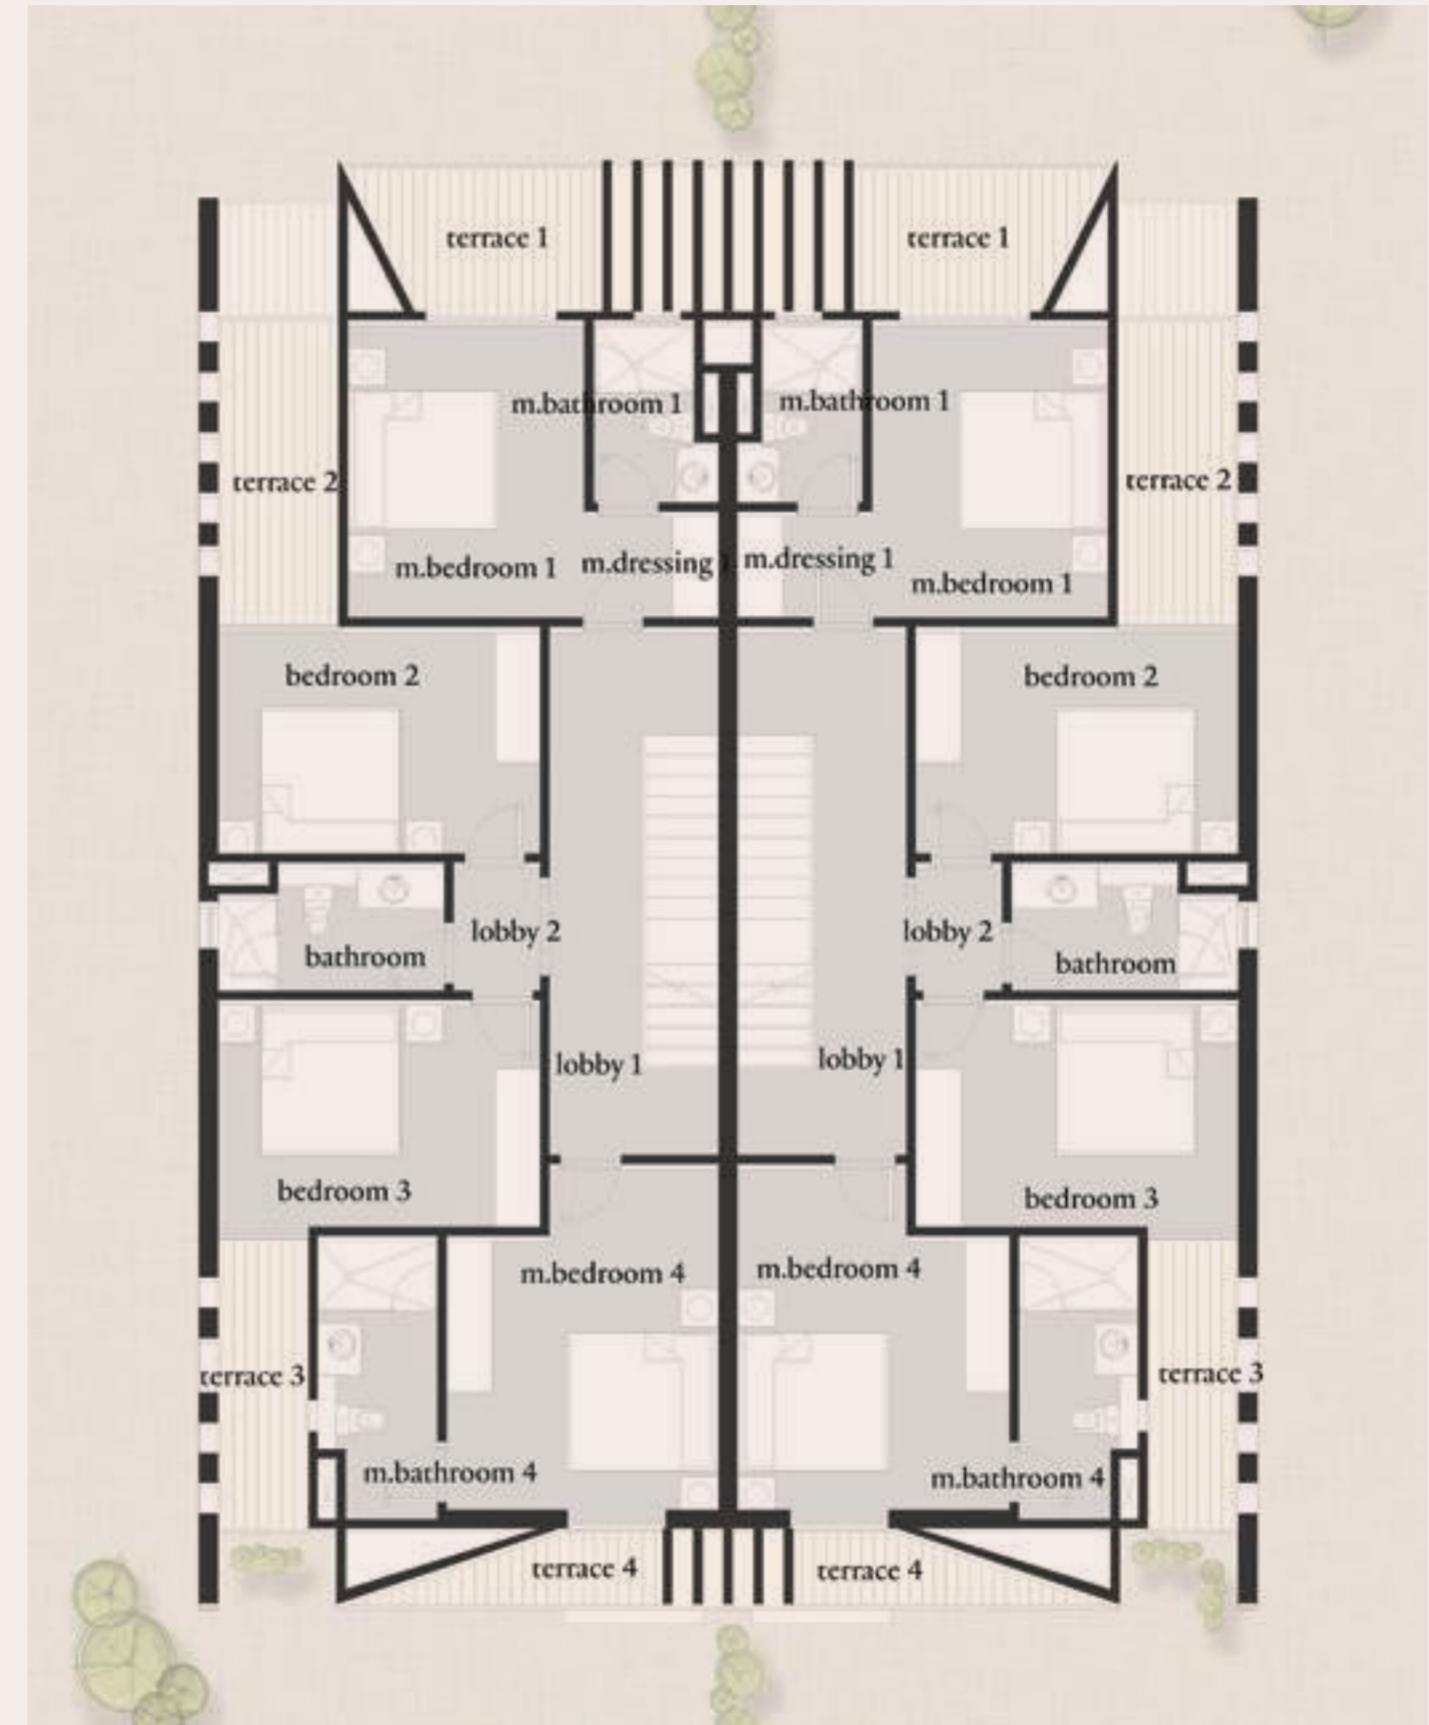 terrace 1
terrace 1
m.bathroom 1
m.bathroom 1
terrace 2
terrace 2
m.bedroom 1
m.dressing 1
m.dressing 1
m.bedroom 1
bedroom 2
bedroom 2
lobby 2
lobby 2
bathroom
bathroom
lobby 1
lobby 1
bedroom 3
bedroom 3
m.bedroom 4
m.bedroom 4
terrace 3
terrace 3
m.bathroom 4
m.bathroom 4
terrace 4
terrace 4